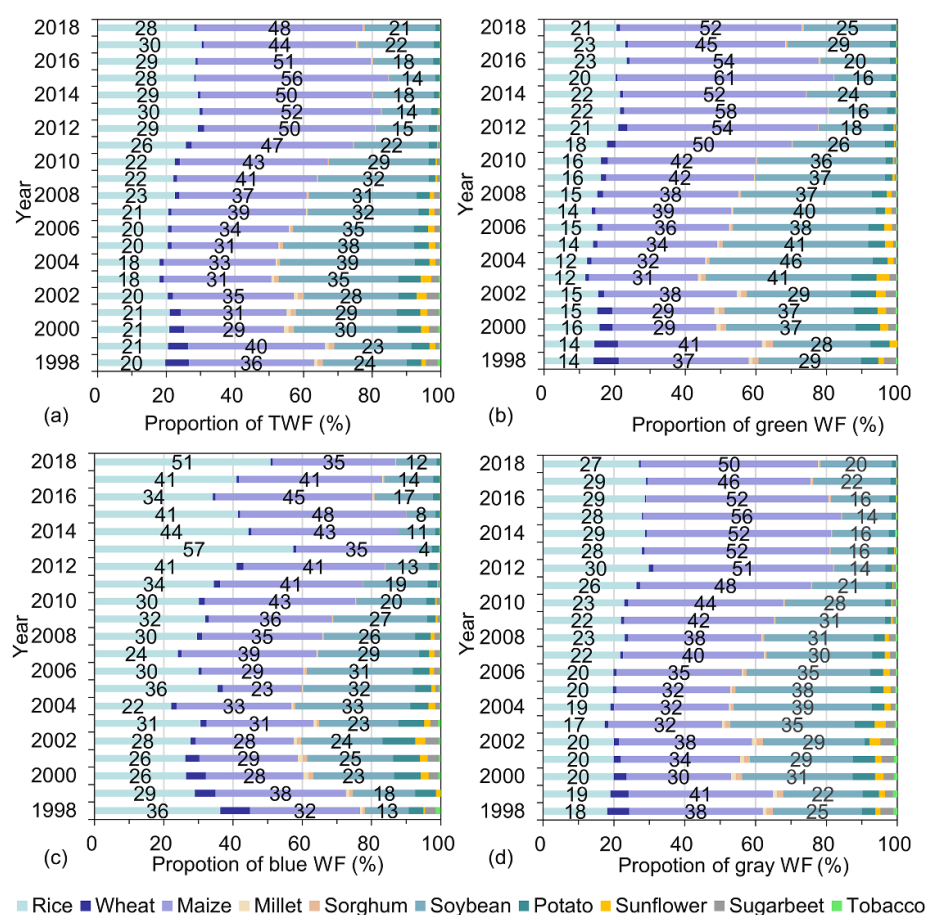 2018 28 48 21
30 44 22
2016 29 51 18
28 56 14
2014 29 50 18
30 52 14
2012 29 50 15
26 47 22
2010 22 43 29
22 41 32
2008 23 37 31
21 39 32
2006 20 34 35
20 31 38
2004 18 33 39
18 31 35
2002 20 35 28
21 31 29
2000 21 29 30
21 40 23
1998 20 36 24
Year
0 20 40 60 80 100
(a) Proportion of TWF (%)
2018 21 52 25
23 45 29
2016 23 54 20
20 61 16
2014 22 52 24
22 58 16
2012 21 54 18
18 50 26
2010 16 42 36
16 42 37
2008 15 38 37
14 39 40
2006 15 36 38
14 34 41
2004 12 32 46
12 31 41
2002 15 38 29
15 29 37
2000 16 29 37
14 41 28
1998 14 37 29
Year
0 20 40 60 80 100
(b) Proportion of green WF (%)
2018 51 35 12
41 41 14
2016 34 45 17
41 48 8
2014 44 43 11
57 35 4
2012 41 41 13
34 41 19
2010 30 43 20
32 36 27
2008 30 35 26
24 39 29
2006 30 29 31
36 23 32
2004 22 33 33
31 31 23
2002 28 28 24
26 29 25
2000 26 28 23
29 38 18
1998 36 32 13
Year
0 20 40 60 80 100
(c) Propotion of blue WF (%)
2018 27 50 20
29 46 22
2016 29 52 16
28 56 14
2014 29 52 16
28 52 16
2012 30 51 14
26 48 21
2010 23 44 28
22 42 31
2008 23 38 31
22 40 30
2006 20 35 35
20 32 38
2004 19 32 39
17 32 35
2002 20 38 29
20 34 29
2000 20 30 31
19 41 22
1998 18 38 25
Year
0 20 40 60 80 100
(d) Propotion of gray WF (%)
Rice Wheat Maize Millet Sorghum Soybean Potato Sunflower Sugarbeet Tobacco